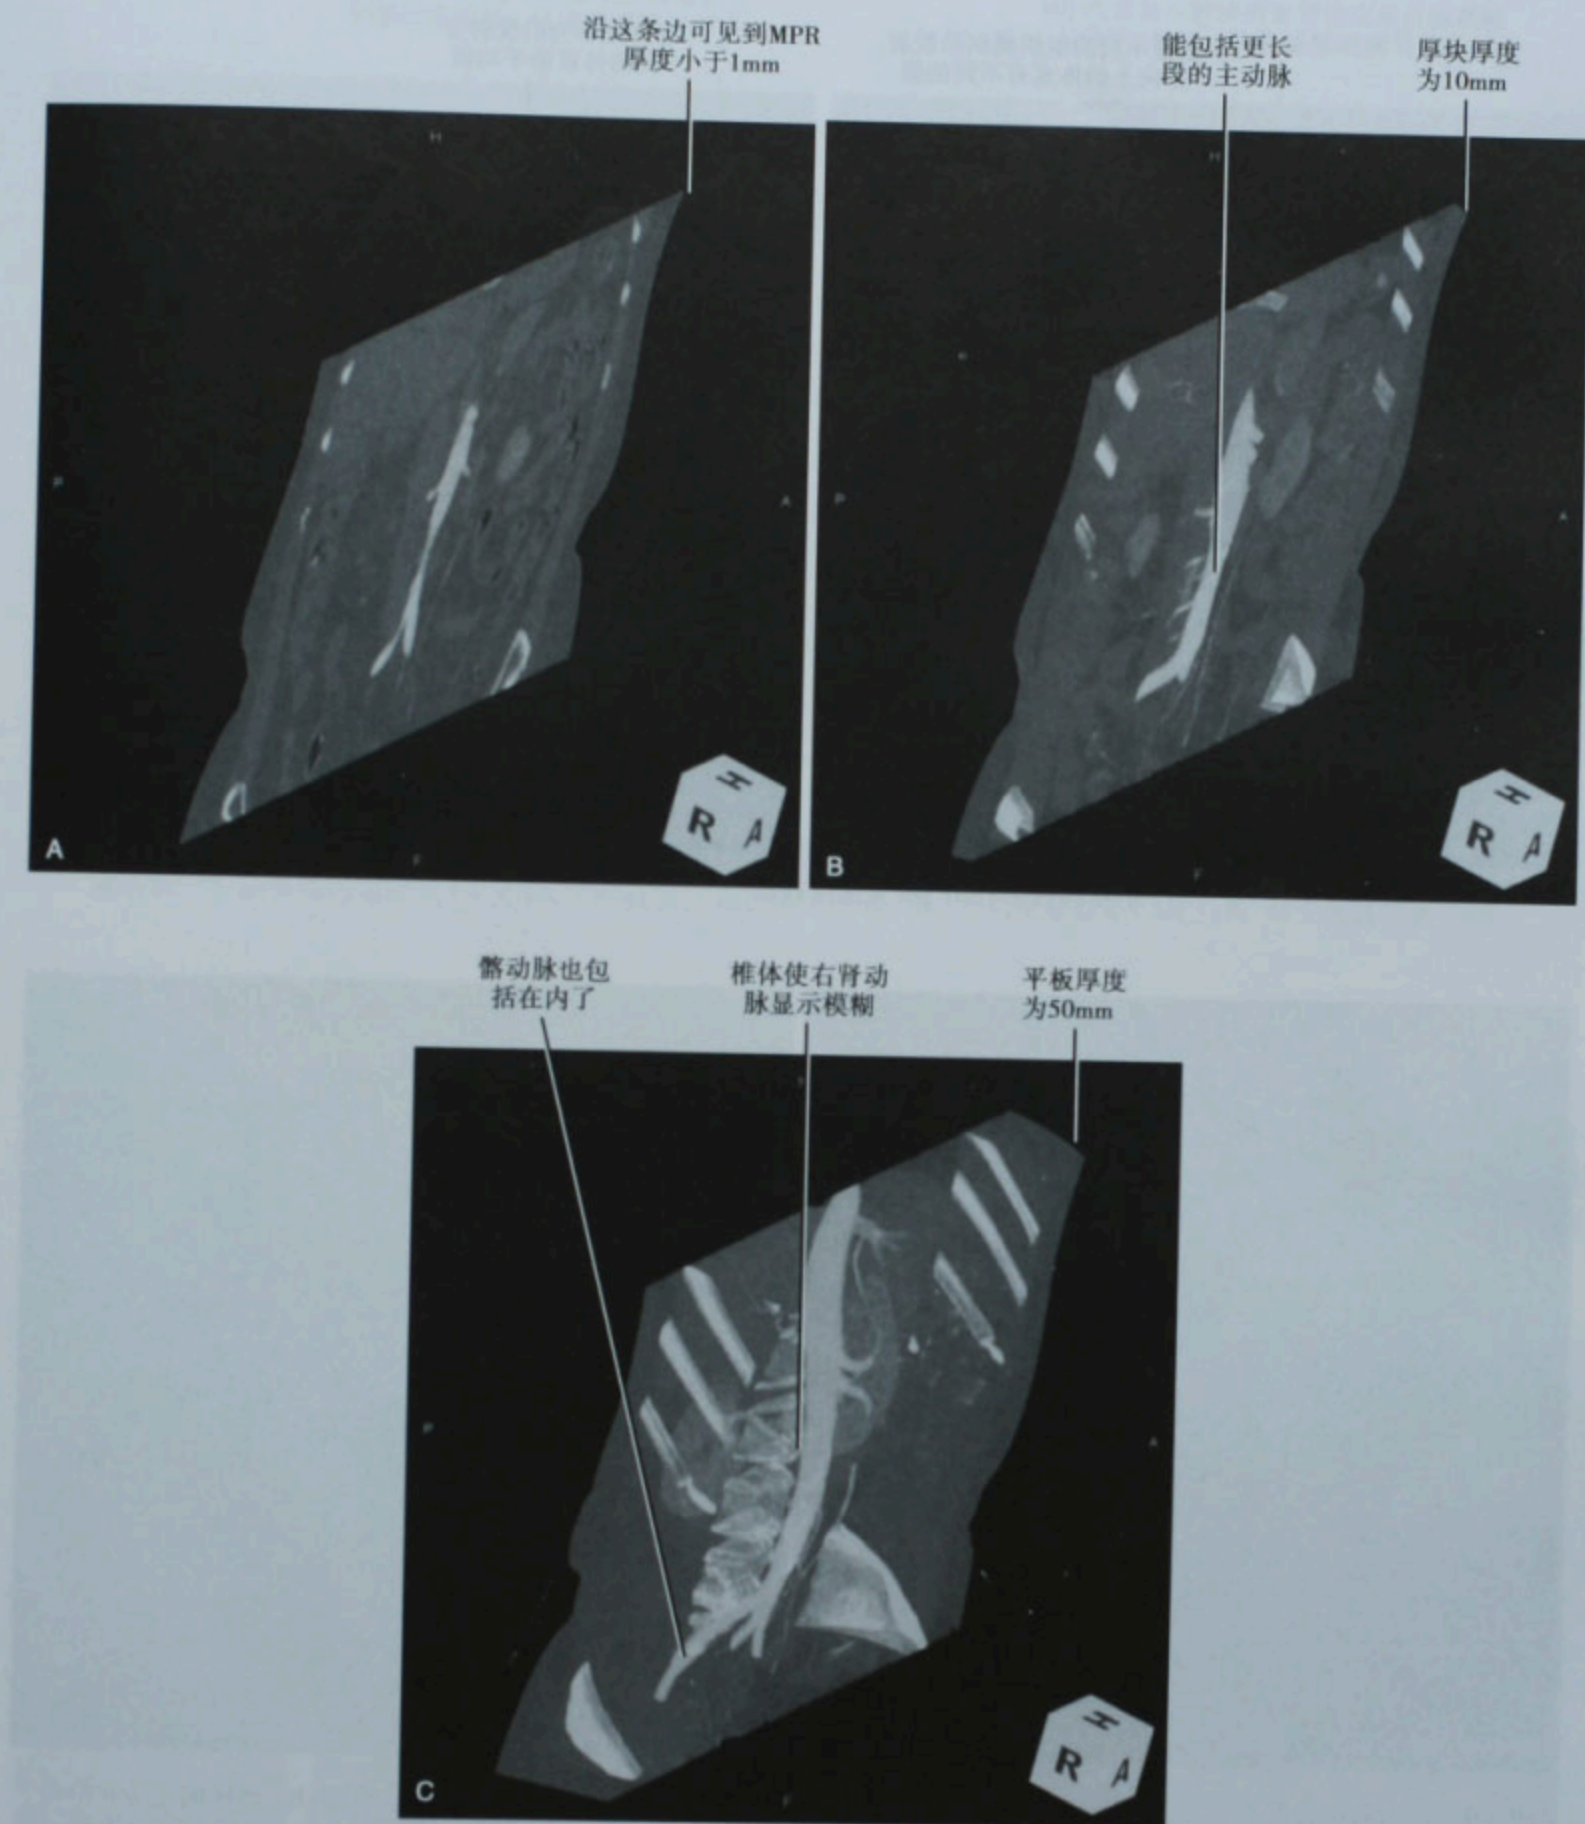 沿这条边可见到MPR
厚度小于1mm
能包括更长
段的主动脉
厚块厚度
为10mm
H
H
P
A
P
A
F
F
H
R
A
H
R
A
A
B
髂动脉也包
括在内了
椎体使右肾动
脉显示模糊
平板厚度
为50mm
P
A
H
R
A
C
F